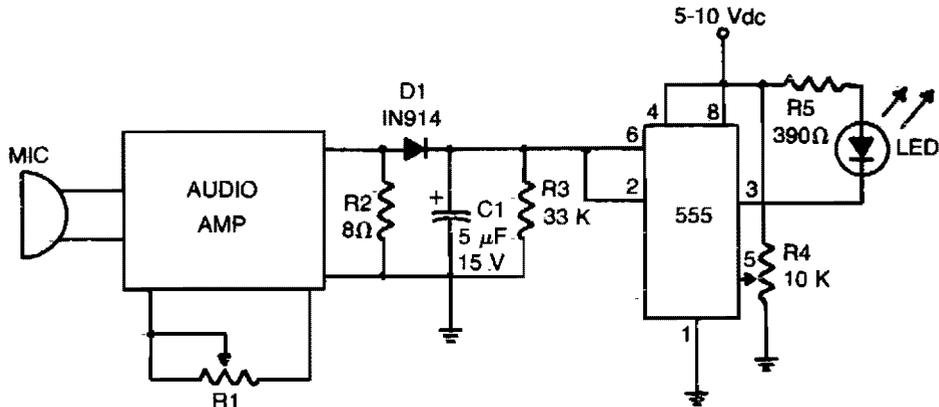 5-10 Vdc
D1
IN914
4
8
R5
390Ω
LED
MIC
AUDIO
AMP
6
R2
8Ω
+
C1
5 μF
15 V
R3
33 K
2
555
3
5
R4
10 K
1
R1